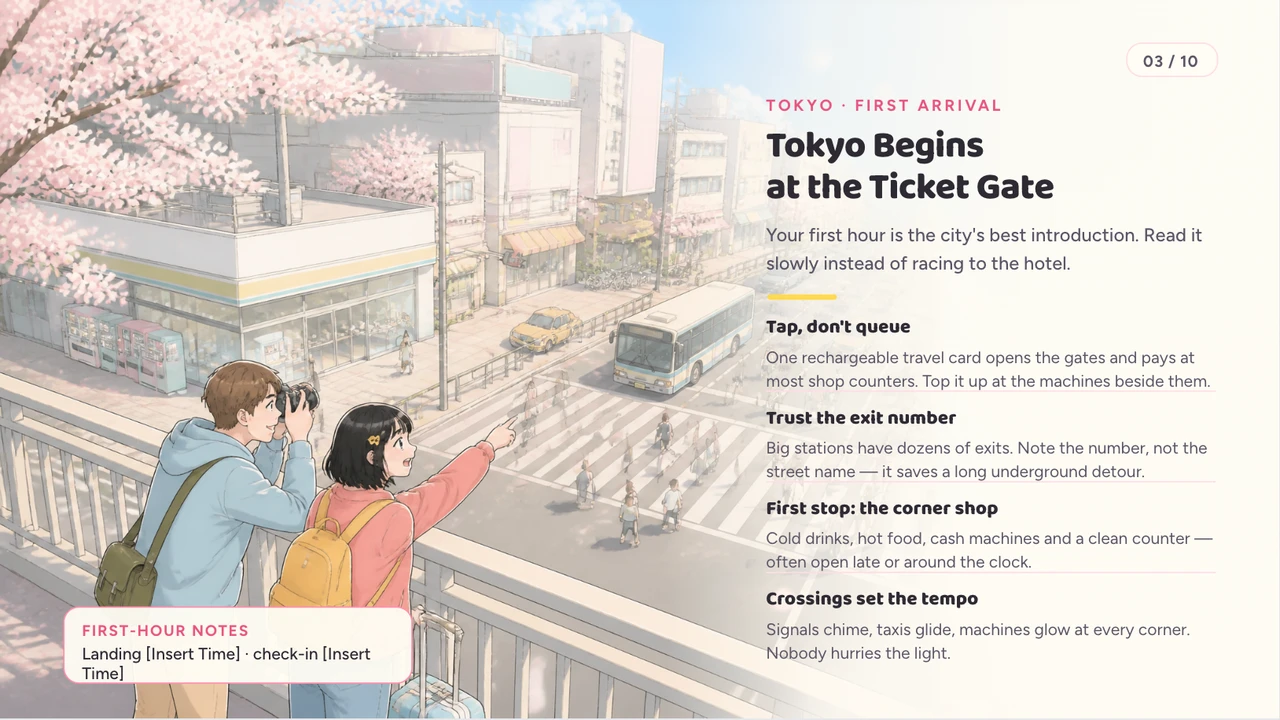 03 / 10
TOKYO · FIRST ARRIVAL
Tokyo Begins
at the Ticket Gate
Your first hour is the city's best introduction. Read it
slowly instead of racing to the hotel.
Tap, don't queue
One rechargeable travel card opens the gates and pays at
most shop counters. Top it up at the machines beside them.
Trust the exit number
Big stations have dozens of exits. Note the number, not the
street name — it saves a long underground detour.
First stop: the corner shop
Cold drinks, hot food, cash machines and a clean counter —
often open late or around the clock.
Crossings set the tempo
Signals chime, taxis glide, machines glow at every corner.
Nobody hurries the light.
FIRST-HOUR NOTES
Landing [Insert Time] · check-in [Insert
Time]